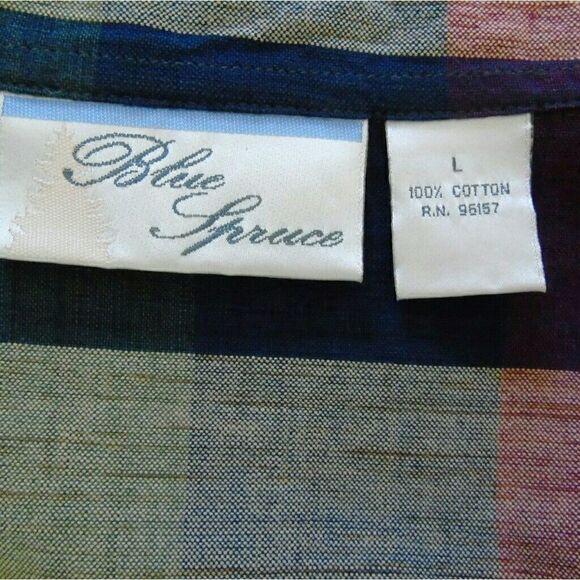 Blue
Spruce
L
100% COTTON
R.N. 96157